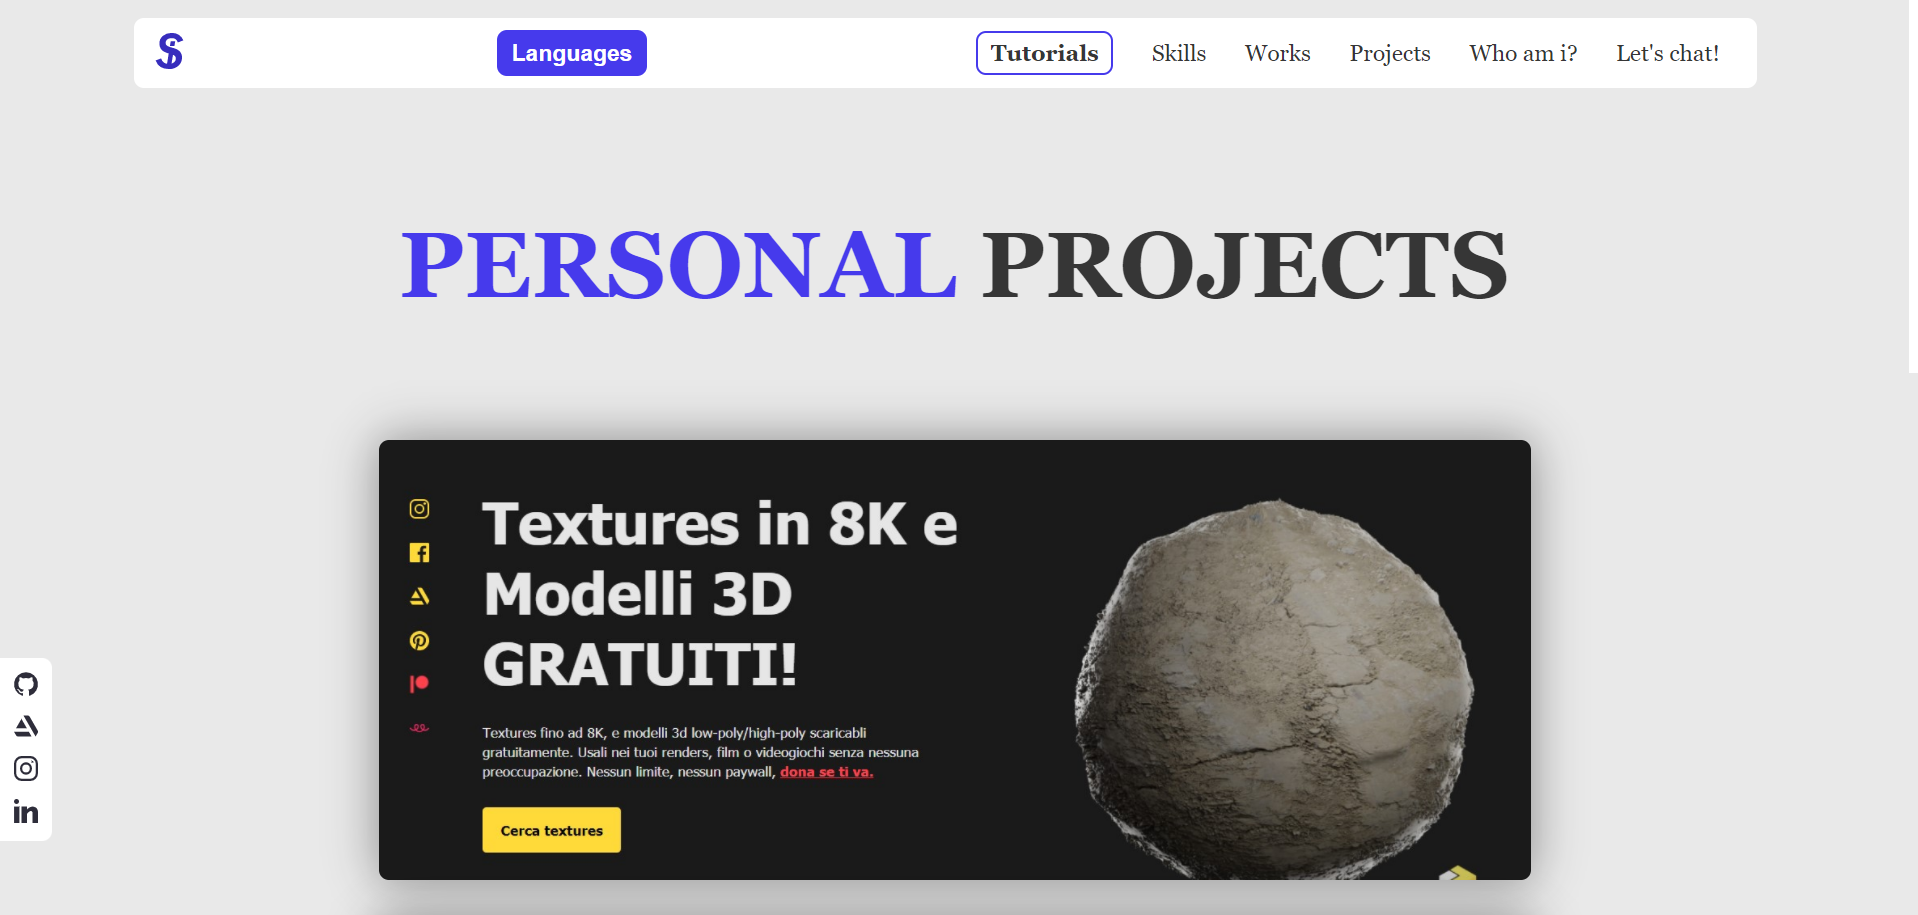 Languages
Tutorials Skills Works Projects Who am i? Let's chat!
PERSONAL PROJECTS
Textures in 8K e
Modelli 3D
GRATUITI!
Textures fino ad 8K, e modelli 3d low-poly/high-poly scaricabli
gratuitamente. Usali nei tuoi renders, film o videogiochi senza nessuna
preoccupazione. Nessun limite, nessun paywall, dona se ti va.
Cerca textures